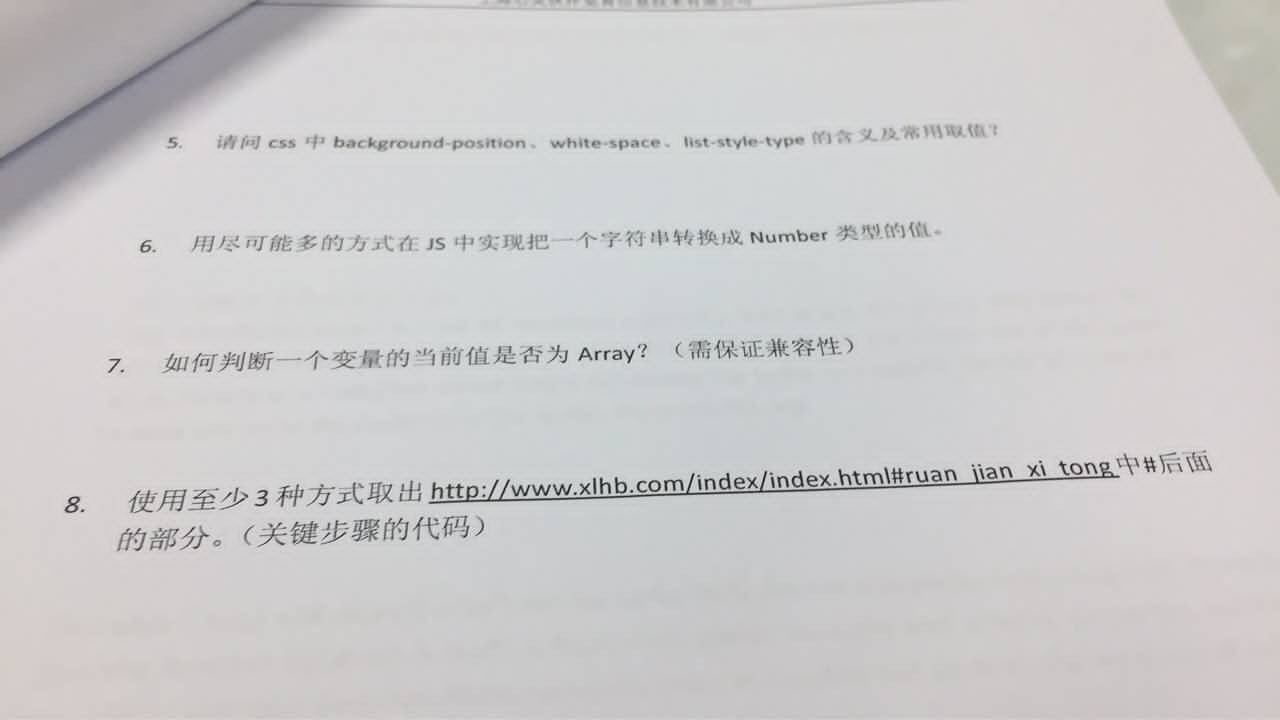 5. 请问 css 中 background-position、white-space、list-style-type 的含义及常用取值?
6. 用尽可能多的方式在 JS 中实现把一个字符串转换成 Number 类型的值。
7. 如何判断一个变量的当前值是否为 Array？（需保证兼容性）
8. 使用至少 3 种方式取出 http://www.xlhb.com/index/index.html#ruan_jian_xi_tong 中#后面
的部分。（关键步骤的代码）